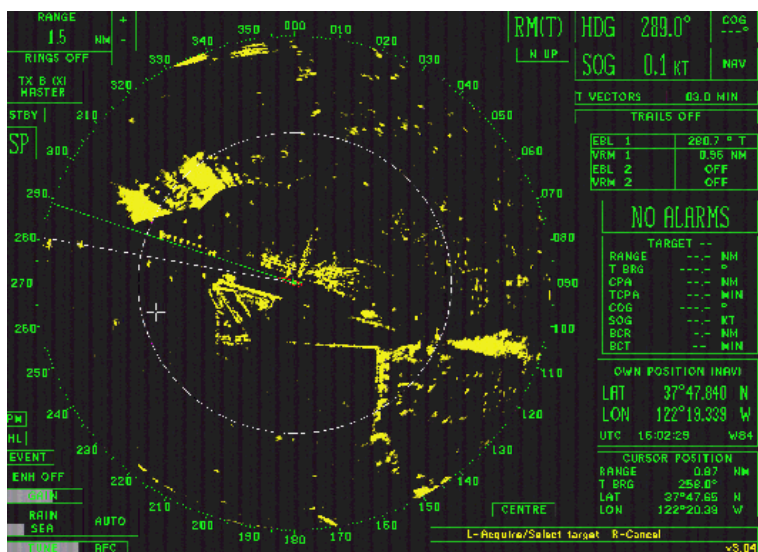 RANGE
1.5 NM
+
-
RINGS OFF
TX B (X)
MASTER
STBY
SP
000
010
020
030
040
050
060
070
080
090
100
110
120
130
140
150
160
170
180
190
200
210
220
230
240
250
260
270
280
290
300
310
320
330
340
350
RM(T)
N UP
HDG 289.0°
COG
---°
SOG 0.1 KT
NAV
T VECTORS 03.0 MIN
TRAILS OFF
EBL 1 280.7 ° T
VRM 1 0.95 NM
EBL 2 OFF
VRM 2 OFF
NO ALARMS
TARGET --
RANGE --.- NM
T BRG ---.- °
CPA --.- NM
TCPA ---.- MIN
COG ---.- °
SOG --.- KT
BCR --.- NM
BCT --.- MIN
OWN POSITION (NAV)
LAT 37°47.840 N
LON 122°19.339 W
UTC 16:02:29 W84
CURSOR POSITION
RANGE 0.87 NM
T BRG 258.0°
LAT 37°47.65 N
LON 122°20.39 W
PM
HL
EVENT
ENH OFF
GAIN
RAIN
SEA
AUTO
AFC
CENTRE
L-Acquire/Select target R-Cancel
v3.04